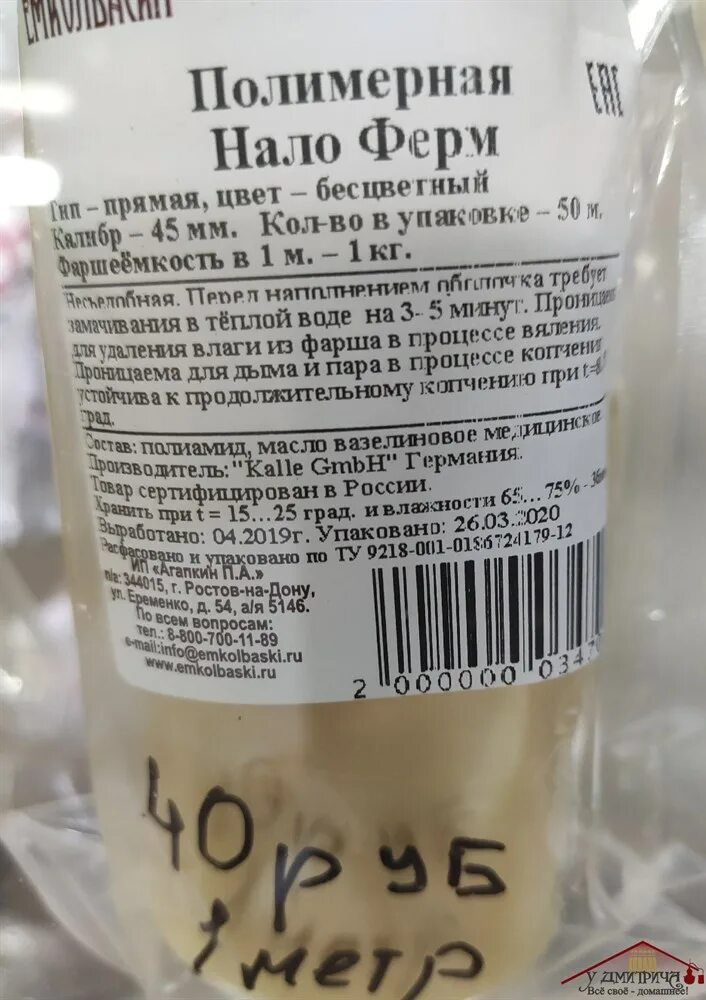 ЕМКОЛБАСКИ
Полимерная
ЕАС
Нало Ферм
Тип – прямая, цвет – бесцветный
Калибр – 45 мм. Кол-во в упаковке – 50 м.
Фаршеёмкость в 1 м. – 1 кг.
Несъедобная. Перед наполнением оболочка требует
замачивания в тёплой воде на 3- 5 минут. Проницаема
для удаления влаги из фарша в процессе вяления.
Проницаема для дыма и пара в процессе копчения
устойчива к продолжительному копчению при t=
град.
Состав: полиамид, масло вазелиновое медицинское
Производитель: "Kalle GmbH" Германия.
Товар сертифицирован в России.
Хранить при t = 15...25 град. и влажности 65...75% -
Выработано: 04.2019г. Упаковано: 26.03.2020
Расфасовано и упаковано по ТУ 9218-001-0186724179-12
ИП «Агапкин П.А.»
п/а: 344015, г. Ростов-на-Дону,
ул. Еременко, д. 54, а/я 5146.
По всем вопросам:
тел.: 8-800-700-11-89
e-mail:info@emkolbaski.ru
www.emkolbaski.ru
2 000000 0347
40 руб
1 метр
У ДМИТРИЧА
Всё своё - домашнее!